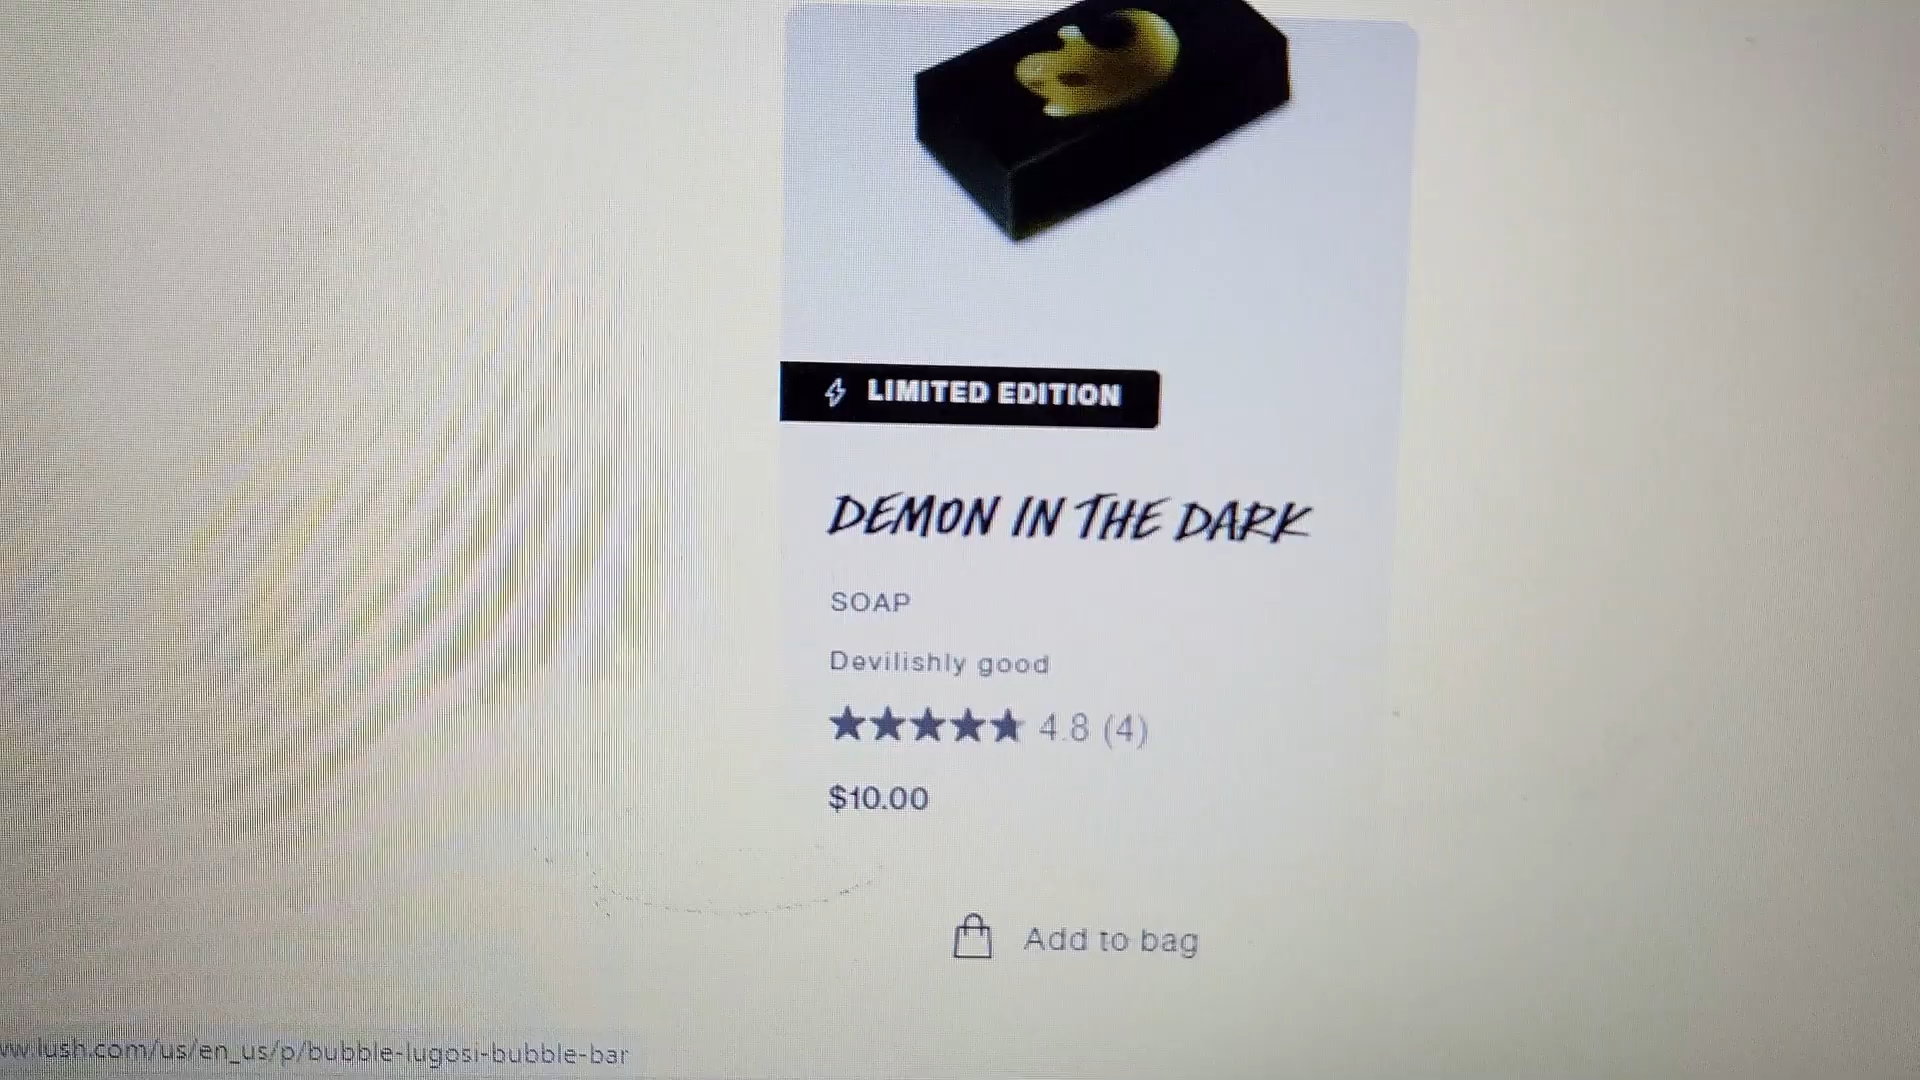 LIMITED EDITION
DEMON IN THE DARK
SOAP
Devilishly good
4.8 (4)
$10.00
Add to bag
w.lush.com/us/en_us/p/bubble-lugosi-bubble-bar